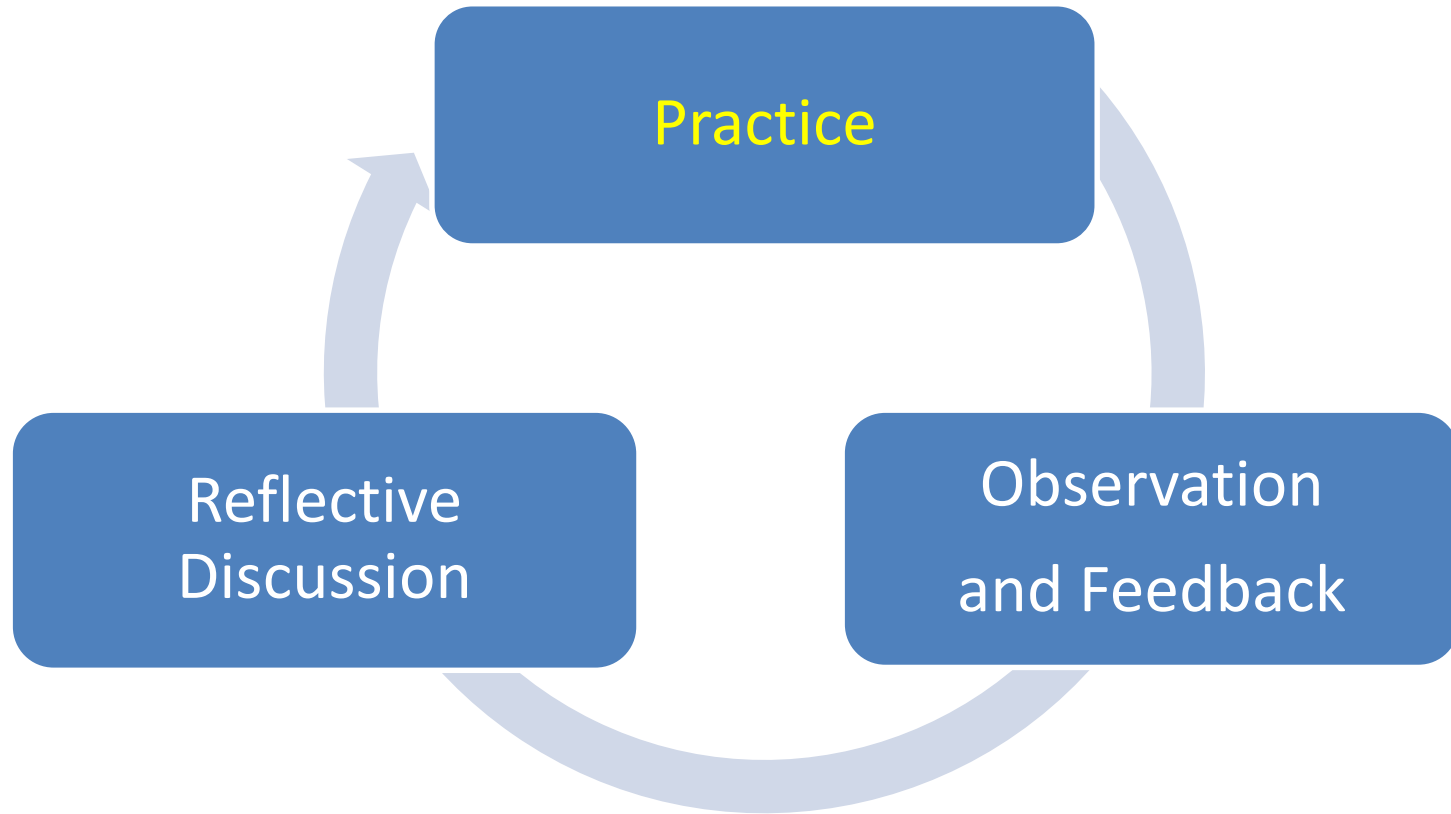 Practice
Observation
and Feedback
Reflective
Discussion